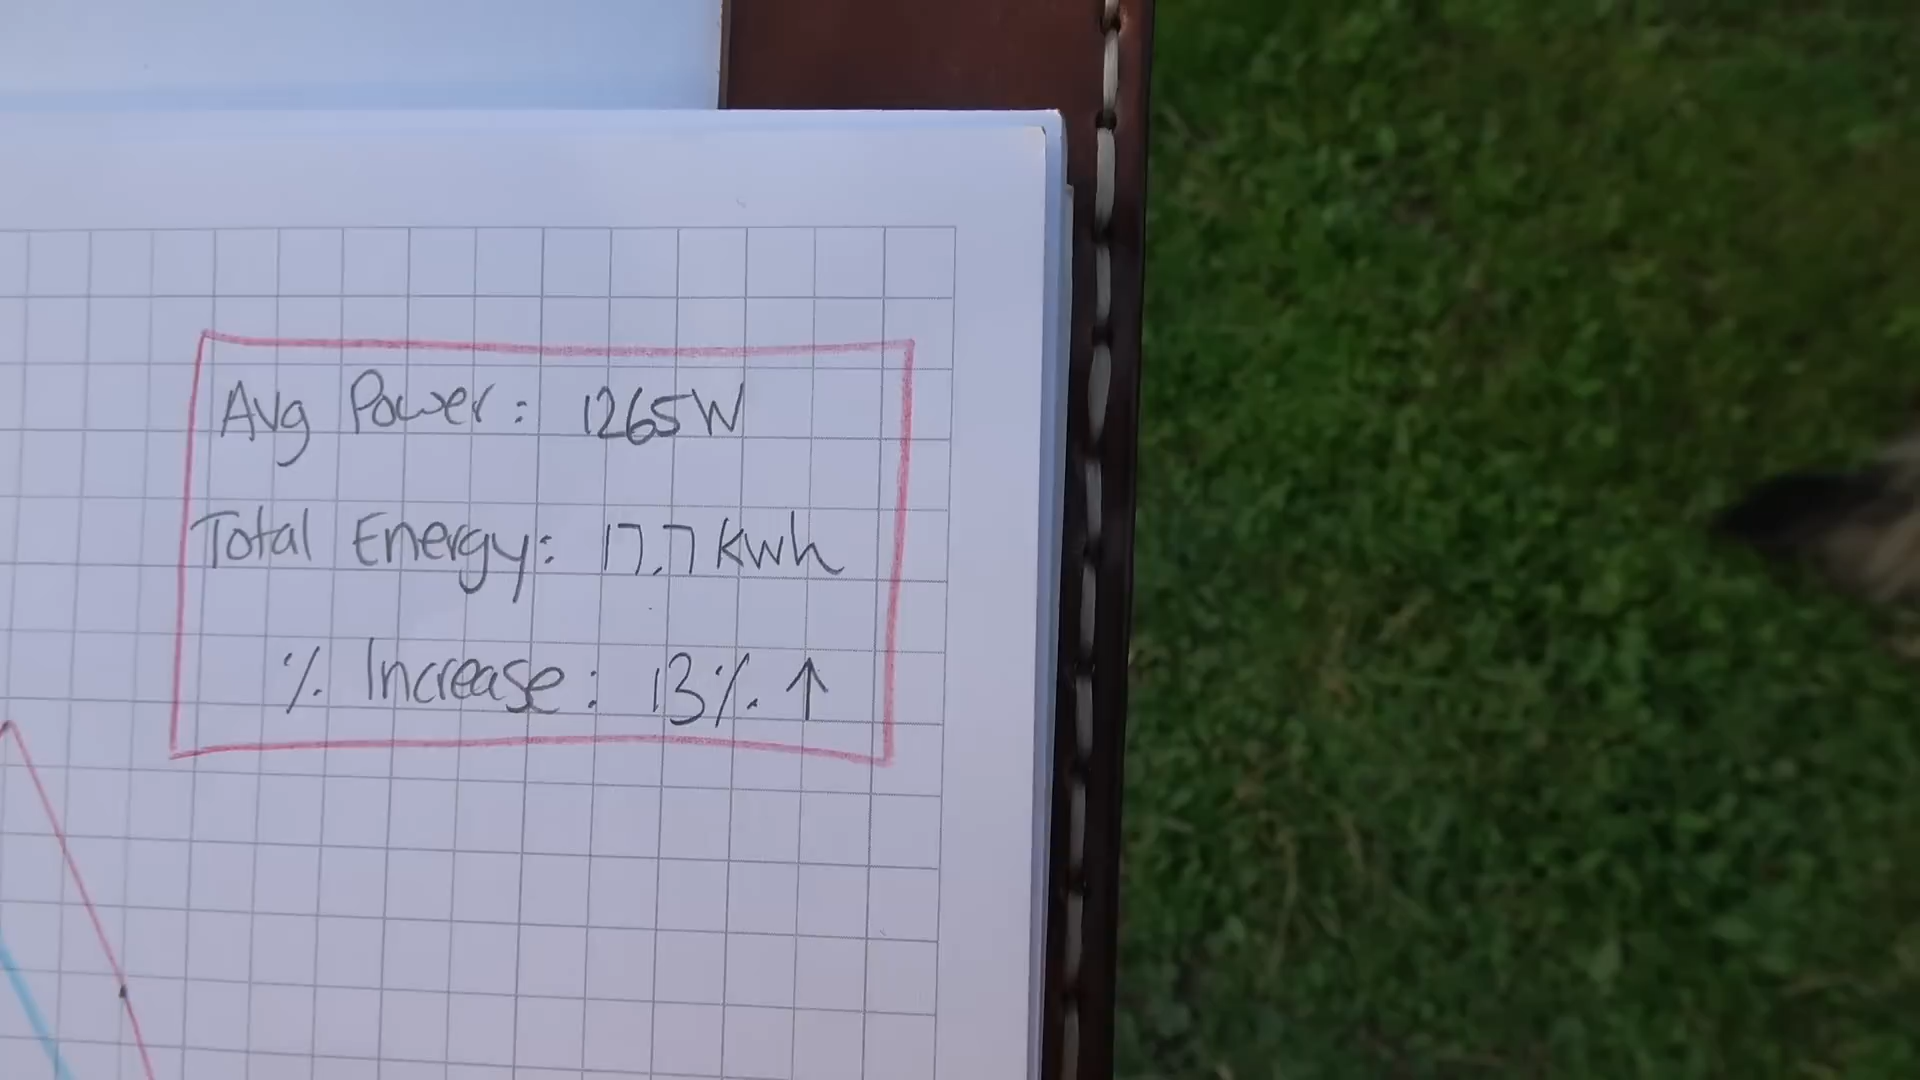 Avg Power: 1265W
Total Energy: 17.7 kwh
% Increase: 13% ↑